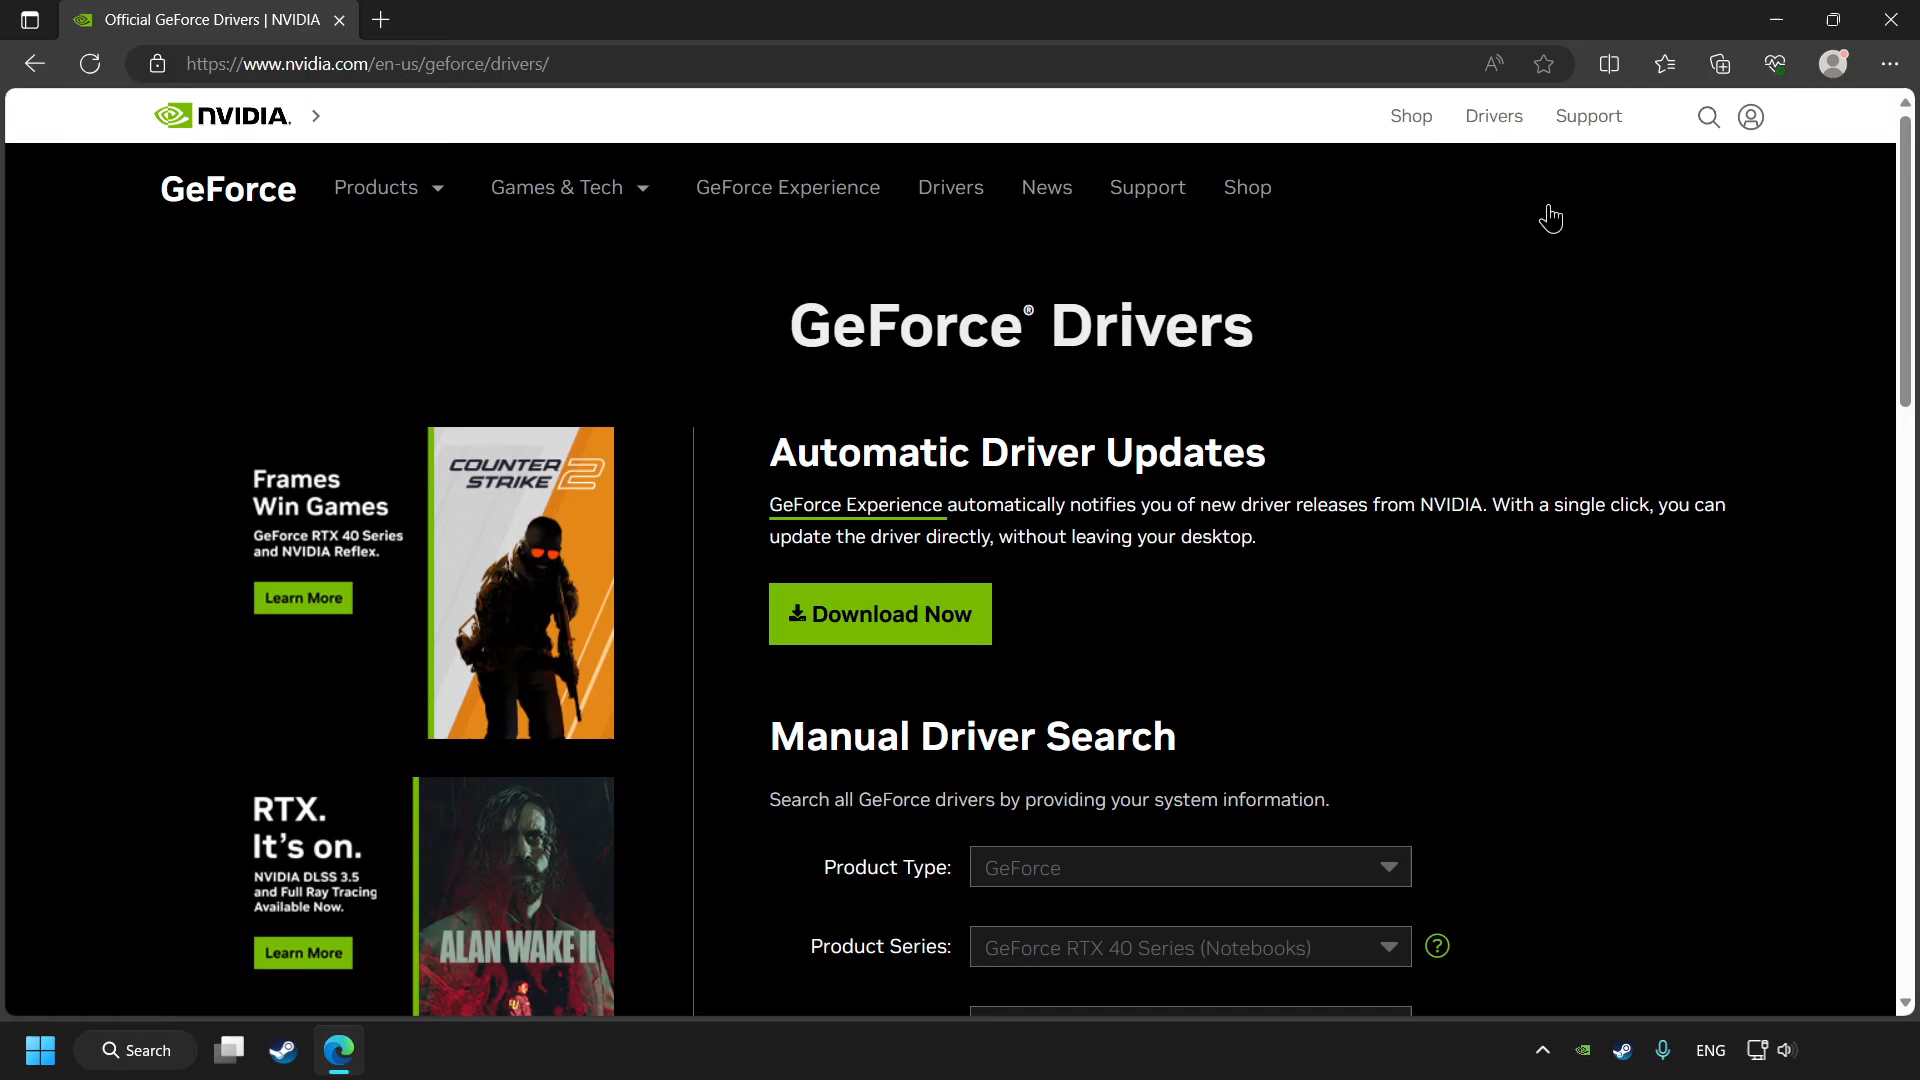 Official GeForce Drivers | NVIDIA
https://www.nvidia.com/en-us/geforce/drivers/
NVIDIA.
Shop Drivers Support
GeForce Products Games & Tech GeForce Experience Drivers News Support Shop
GeForce® Drivers
Frames
Win Games
GeForce RTX 40 Series
and NVIDIA Reflex.
Learn More
COUNTER
STRIKE 2
Automatic Driver Updates
GeForce Experience automatically notifies you of new driver releases from NVIDIA. With a single click, you can
update the driver directly, without leaving your desktop.
Download Now
Manual Driver Search
Search all GeForce drivers by providing your system information.
RTX.
It's on.
NVIDIA DLSS 3.5
and Full Ray Tracing
Available Now.
Learn More
ALAN WAKE II
Product Type: GeForce
Product Series: GeForce RTX 40 Series (Notebooks) ?
Search
ENG